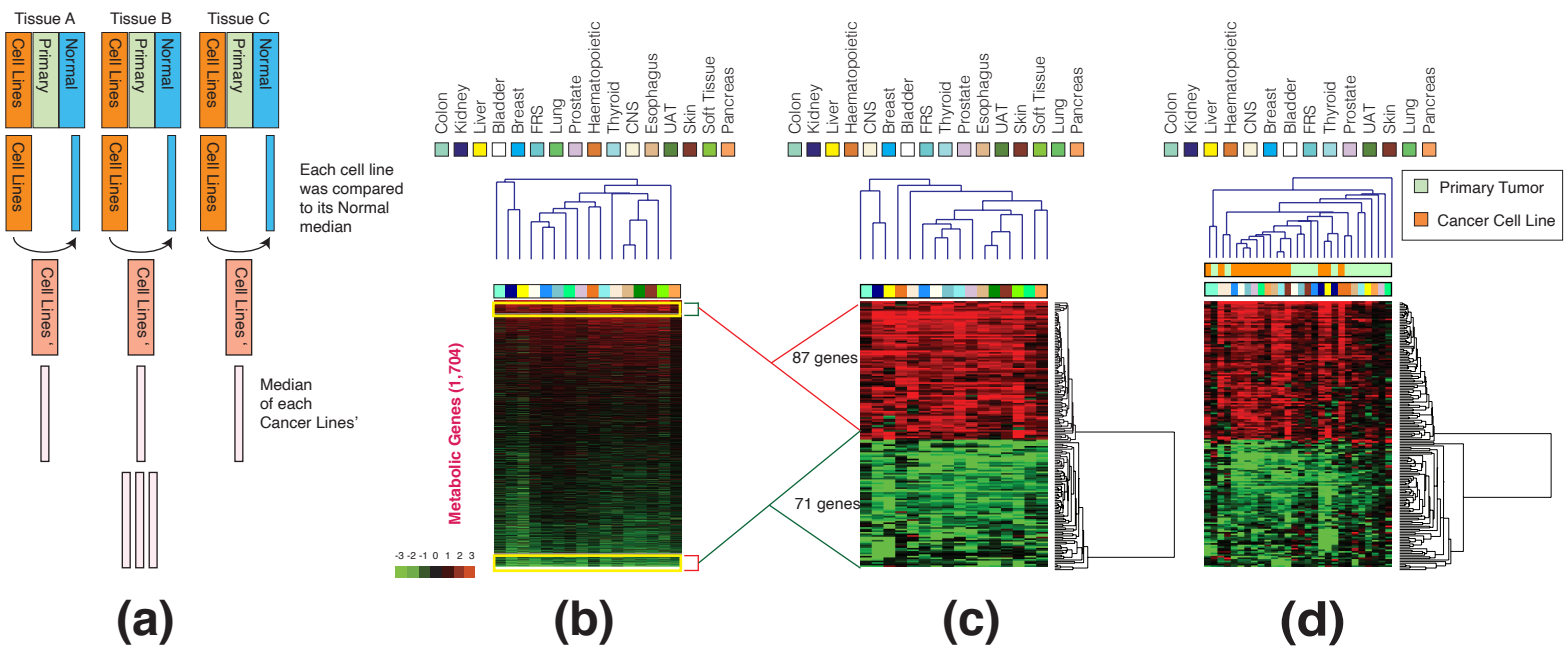 Tissue A
Tissue B
Tissue C
Cell Lines
Primary
Normal
Cell Lines
Primary
Normal
Cell Lines
Primary
Normal
Cell Lines
Cell Lines
Cell Lines
Each cell line
was compared
to its Normal
median
Cell Lines ‘
Cell Lines ‘
Cell Lines ‘
Median
of each
Cancer Lines’
(a)
Colon
Kidney
Liver
Bladder
Breast
FRS
Lung
Prostate
Haematopoietic
Thyroid
CNS
Esophagus
UAT
Skin
Soft Tissue
Pancreas
Metabolic Genes (1,704)
-3 -2 -1 0 1 2 3
(b)
Colon
Kidney
Liver
Haematopoietic
CNS
Breast
Bladder
FRS
Thyroid
Prostate
Esophagus
UAT
Skin
Soft Tissue
Lung
Pancreas
87 genes
71 genes
(c)
Colon
Kidney
Liver
Haematopoietic
CNS
Breast
Bladder
FRS
Thyroid
Prostate
UAT
Skin
Lung
Pancreas
Primary Tumor
Cancer Cell Line
(d)